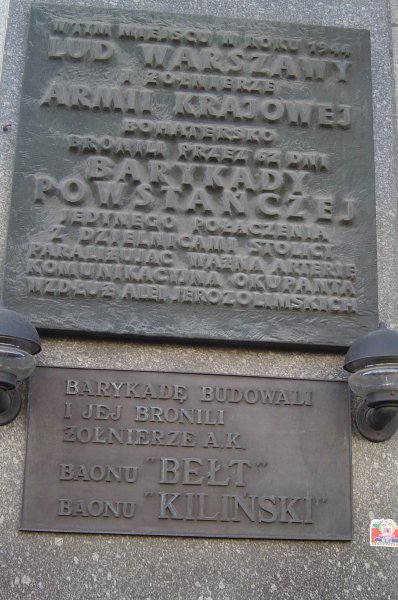 W TYM MIEJSCU W ROKU 1944
LUD WARSZAWY
I ŻOŁNIERZE
ARMII KRAJOWEJ
BOHATERSKO
BRONILI PRZEZ 62 DNI
BARYKADY
POWSTAŃCZEJ
JEDYNEGO POŁĄCZENIA
Z DZIELNICAMI STOLICY
PARALIŻUJĄC WAŻNĄ ARTERIĘ
KOMUNIKACYJNĄ OKUPANTA
WZDŁUŻ ALEI JEROZOLIMSKICH
BARYKADĘ BUDOWALI
I JEJ BRONILI
ŻOŁNIERZE A.K.
BAONU "BEŁT"
BAONU "KILIŃSKI"